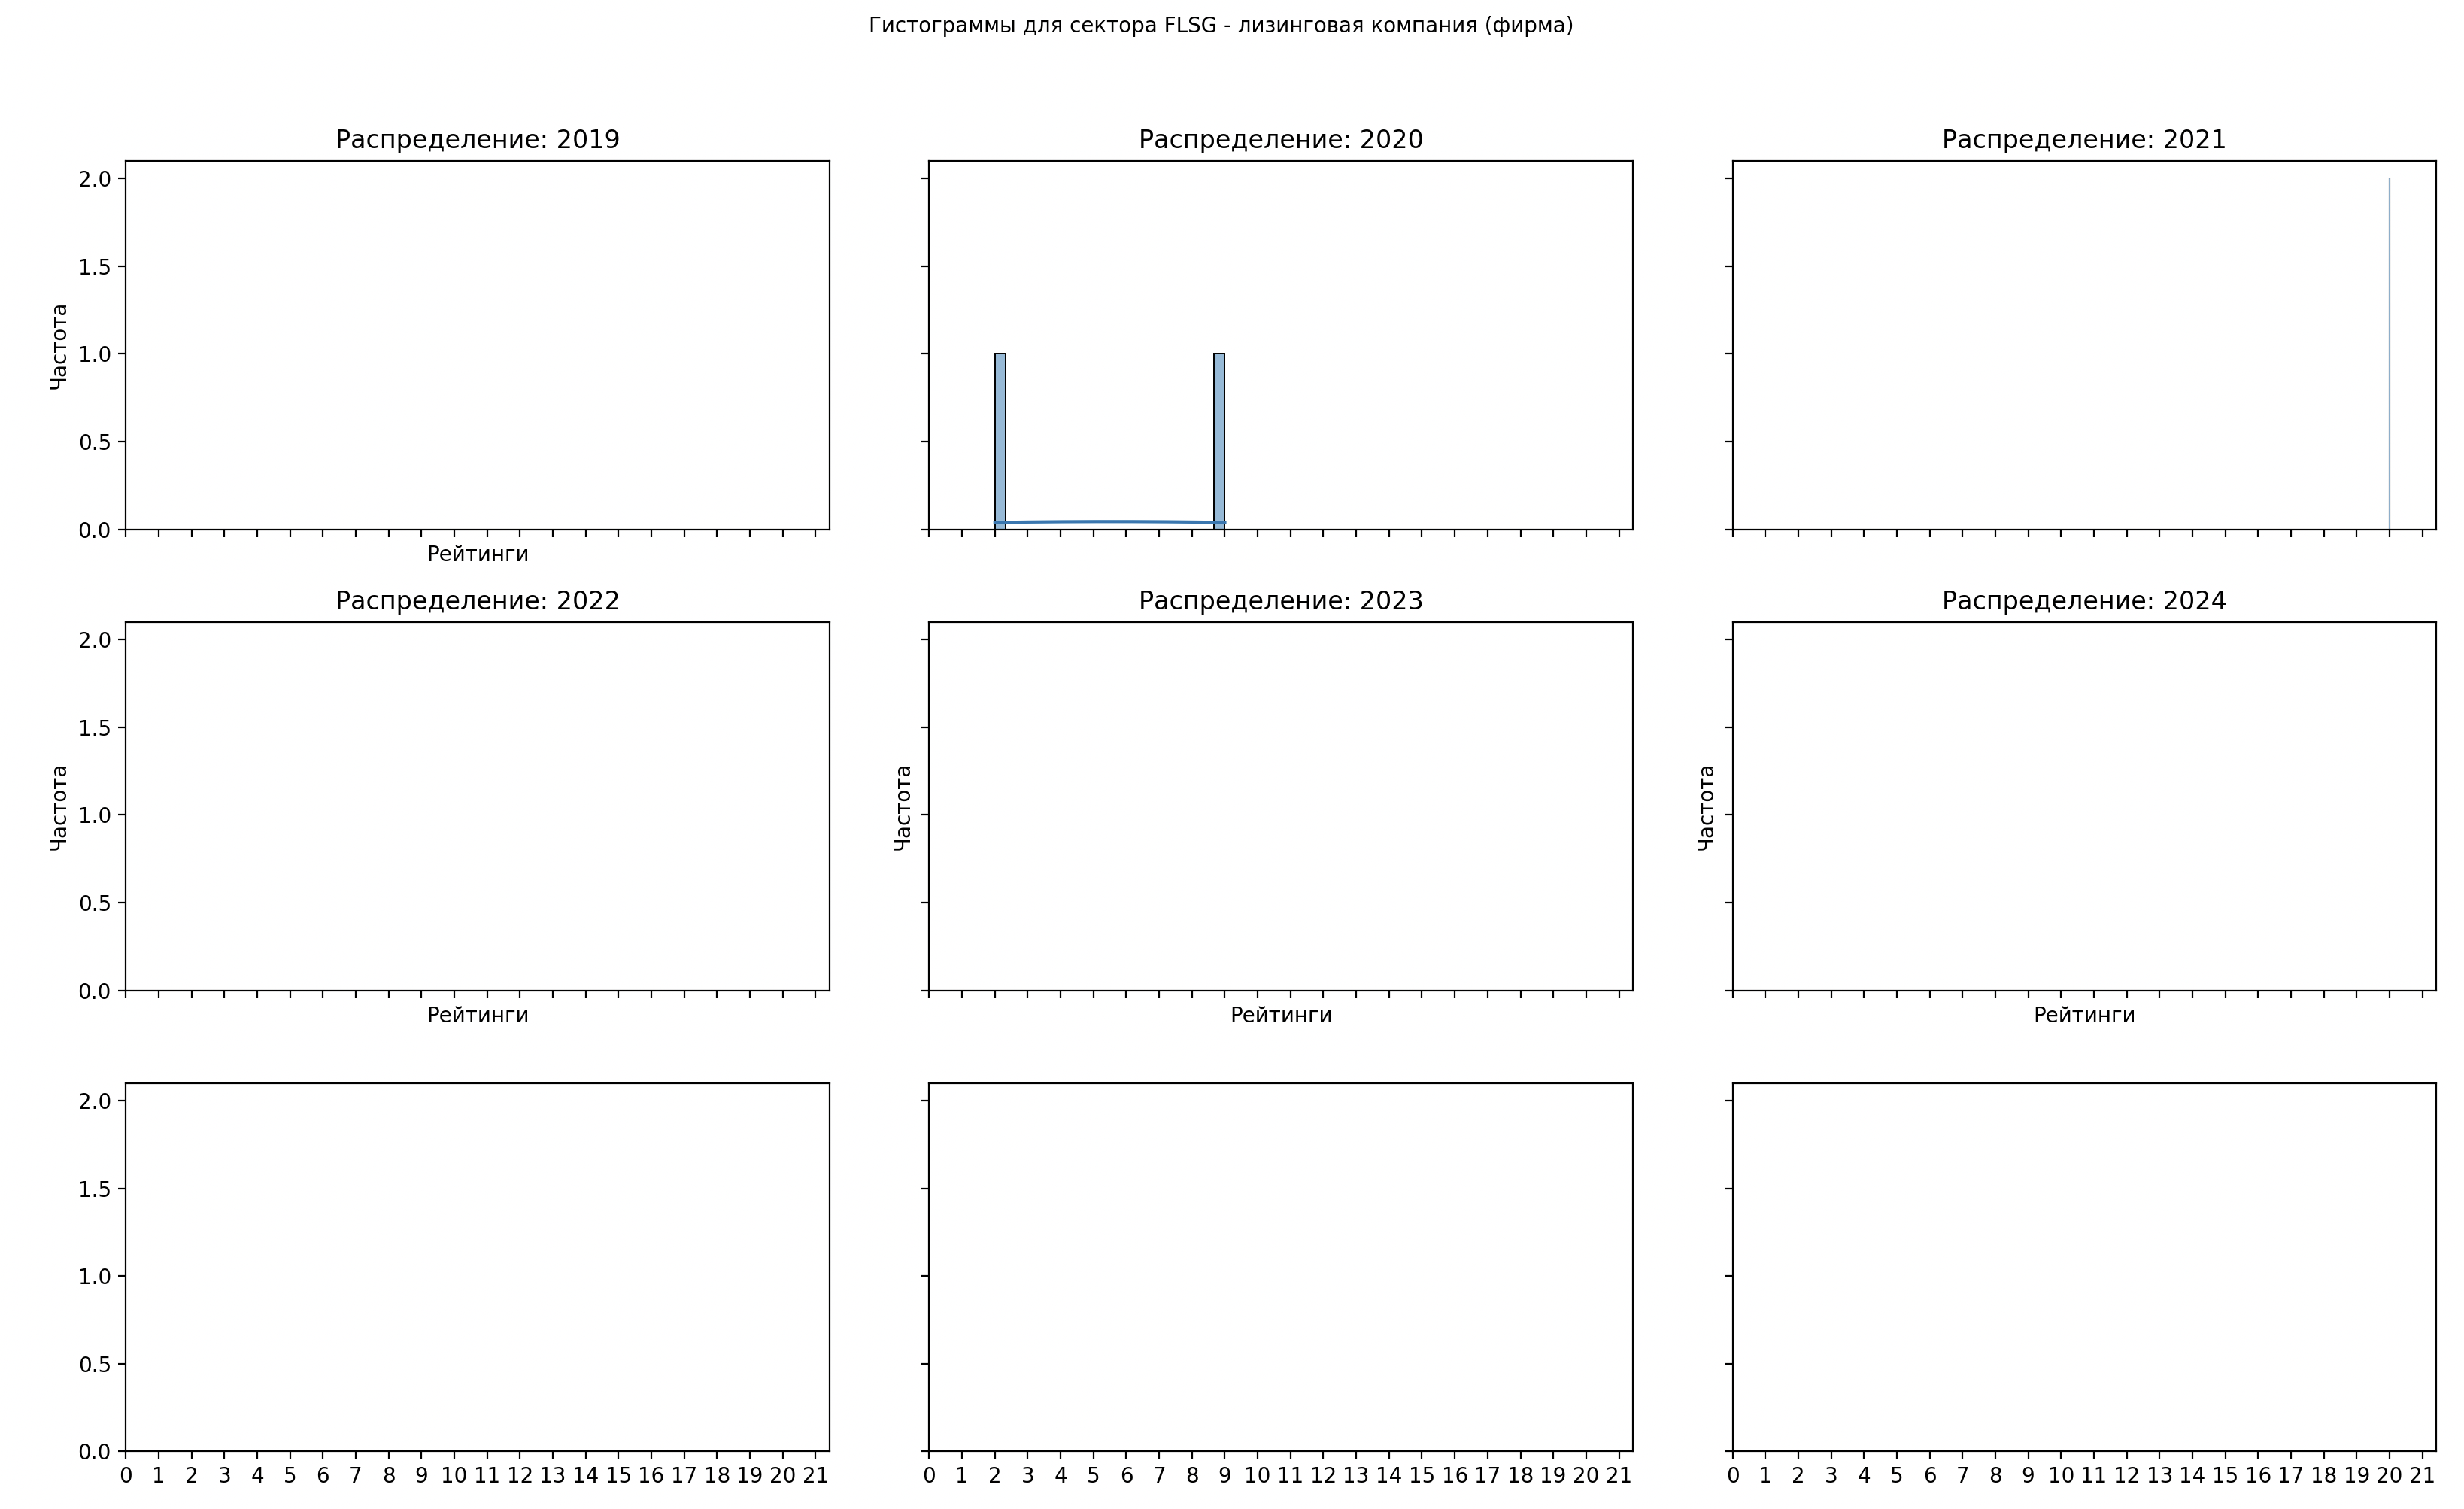 Гистограммы для сектора FLSG - лизинговая компания (фирма)
Распределение: 2019
Распределение: 2020
Распределение: 2021
2.0
1.5
1.0
0.5
0.0
Частота
Рейтинги
Распределение: 2022
Распределение: 2023
Распределение: 2024
2.0
1.5
1.0
0.5
0.0
Частота
Частота
Частота
Рейтинги
Рейтинги
Рейтинги
2.0
1.5
1.0
0.5
0.0
0 1 2 3 4 5 6 7 8 9 10 11 12 13 14 15 16 17 18 19 20 21
0 1 2 3 4 5 6 7 8 9 10 11 12 13 14 15 16 17 18 19 20 21
0 1 2 3 4 5 6 7 8 9 10 11 12 13 14 15 16 17 18 19 20 21